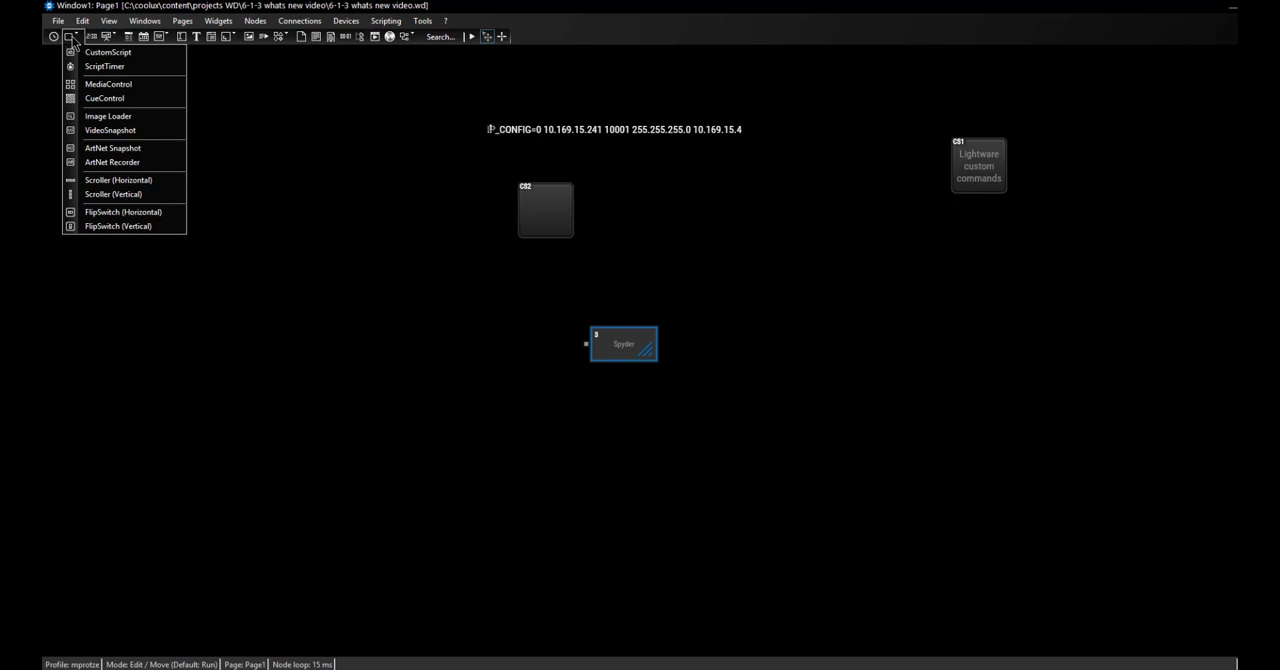 Window1: Page1 [C:\coolux\content\projects WD\6-1-3 whats new video\6-1-3 whats new video.wd]
File Edit View Windows Pages Widgets Nodes Connections Devices Scripting Tools ?
Search...
CustomScript
ScriptTimer
MediaControl
CueControl
Image Loader
VideoSnapshot
ArtNet Snapshot
ArtNet Recorder
Scroller (Horizontal)
Scroller (Vertical)
FlipSwitch (Horizontal)
FlipSwitch (Vertical)
IP_CONFIG=0 10.169.15.241 10001 255.255.255.0 10.169.15.4
CS1
Lightware
custom
commands
CS2
3
Spyder
Profile: mprotze Mode: Edit / Move (Default: Run) Page: Page1 Node loop: 15 ms